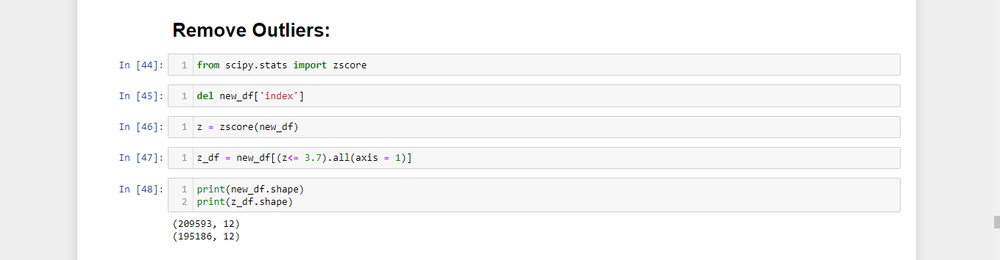 Remove Outliers:
In [44]: 1 from scipy.stats import zscore
In [45]: 1 del new_df['index']
In [46]: 1 z = zscore(new_df)
In [47]: 1 z_df = new_df[(z<= 3.7).all(axis = 1)]
In [48]: 1 print(new_df.shape)
2 print(z_df.shape)
(209593, 12)
(195186, 12)